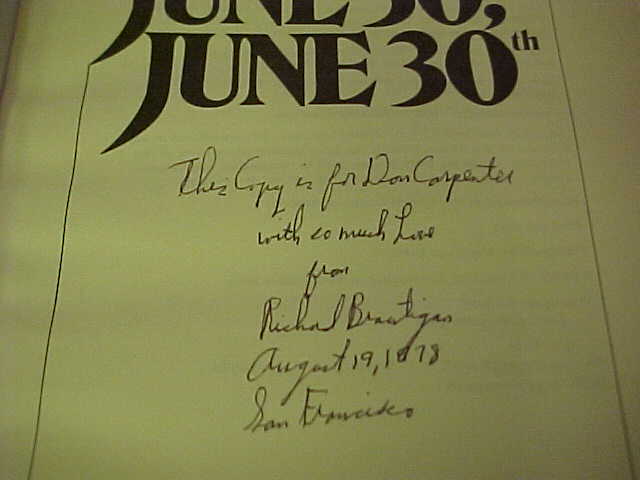 JUNE 30,
JUNE 30th
This Copy is for Don Carpenter
with so much Love
from
Richard Brautigan
August 19, 1978
San Francisco